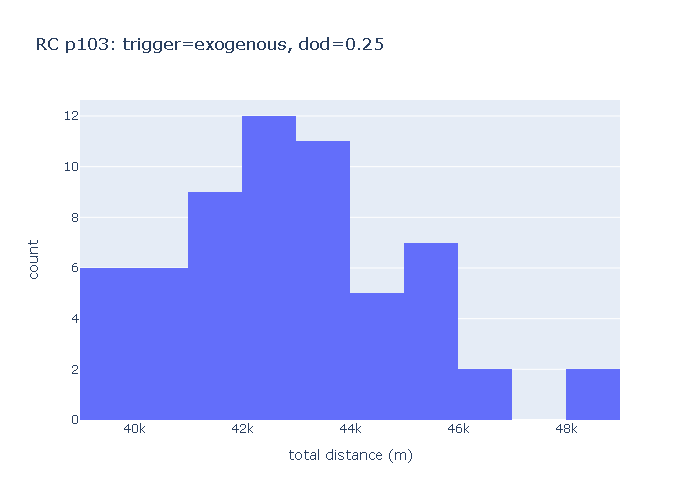 RC p103: trigger=exogenous, dod=0.25
12
10
8
6
4
2
0
count
40k
42k
44k
46k
48k
total distance (m)